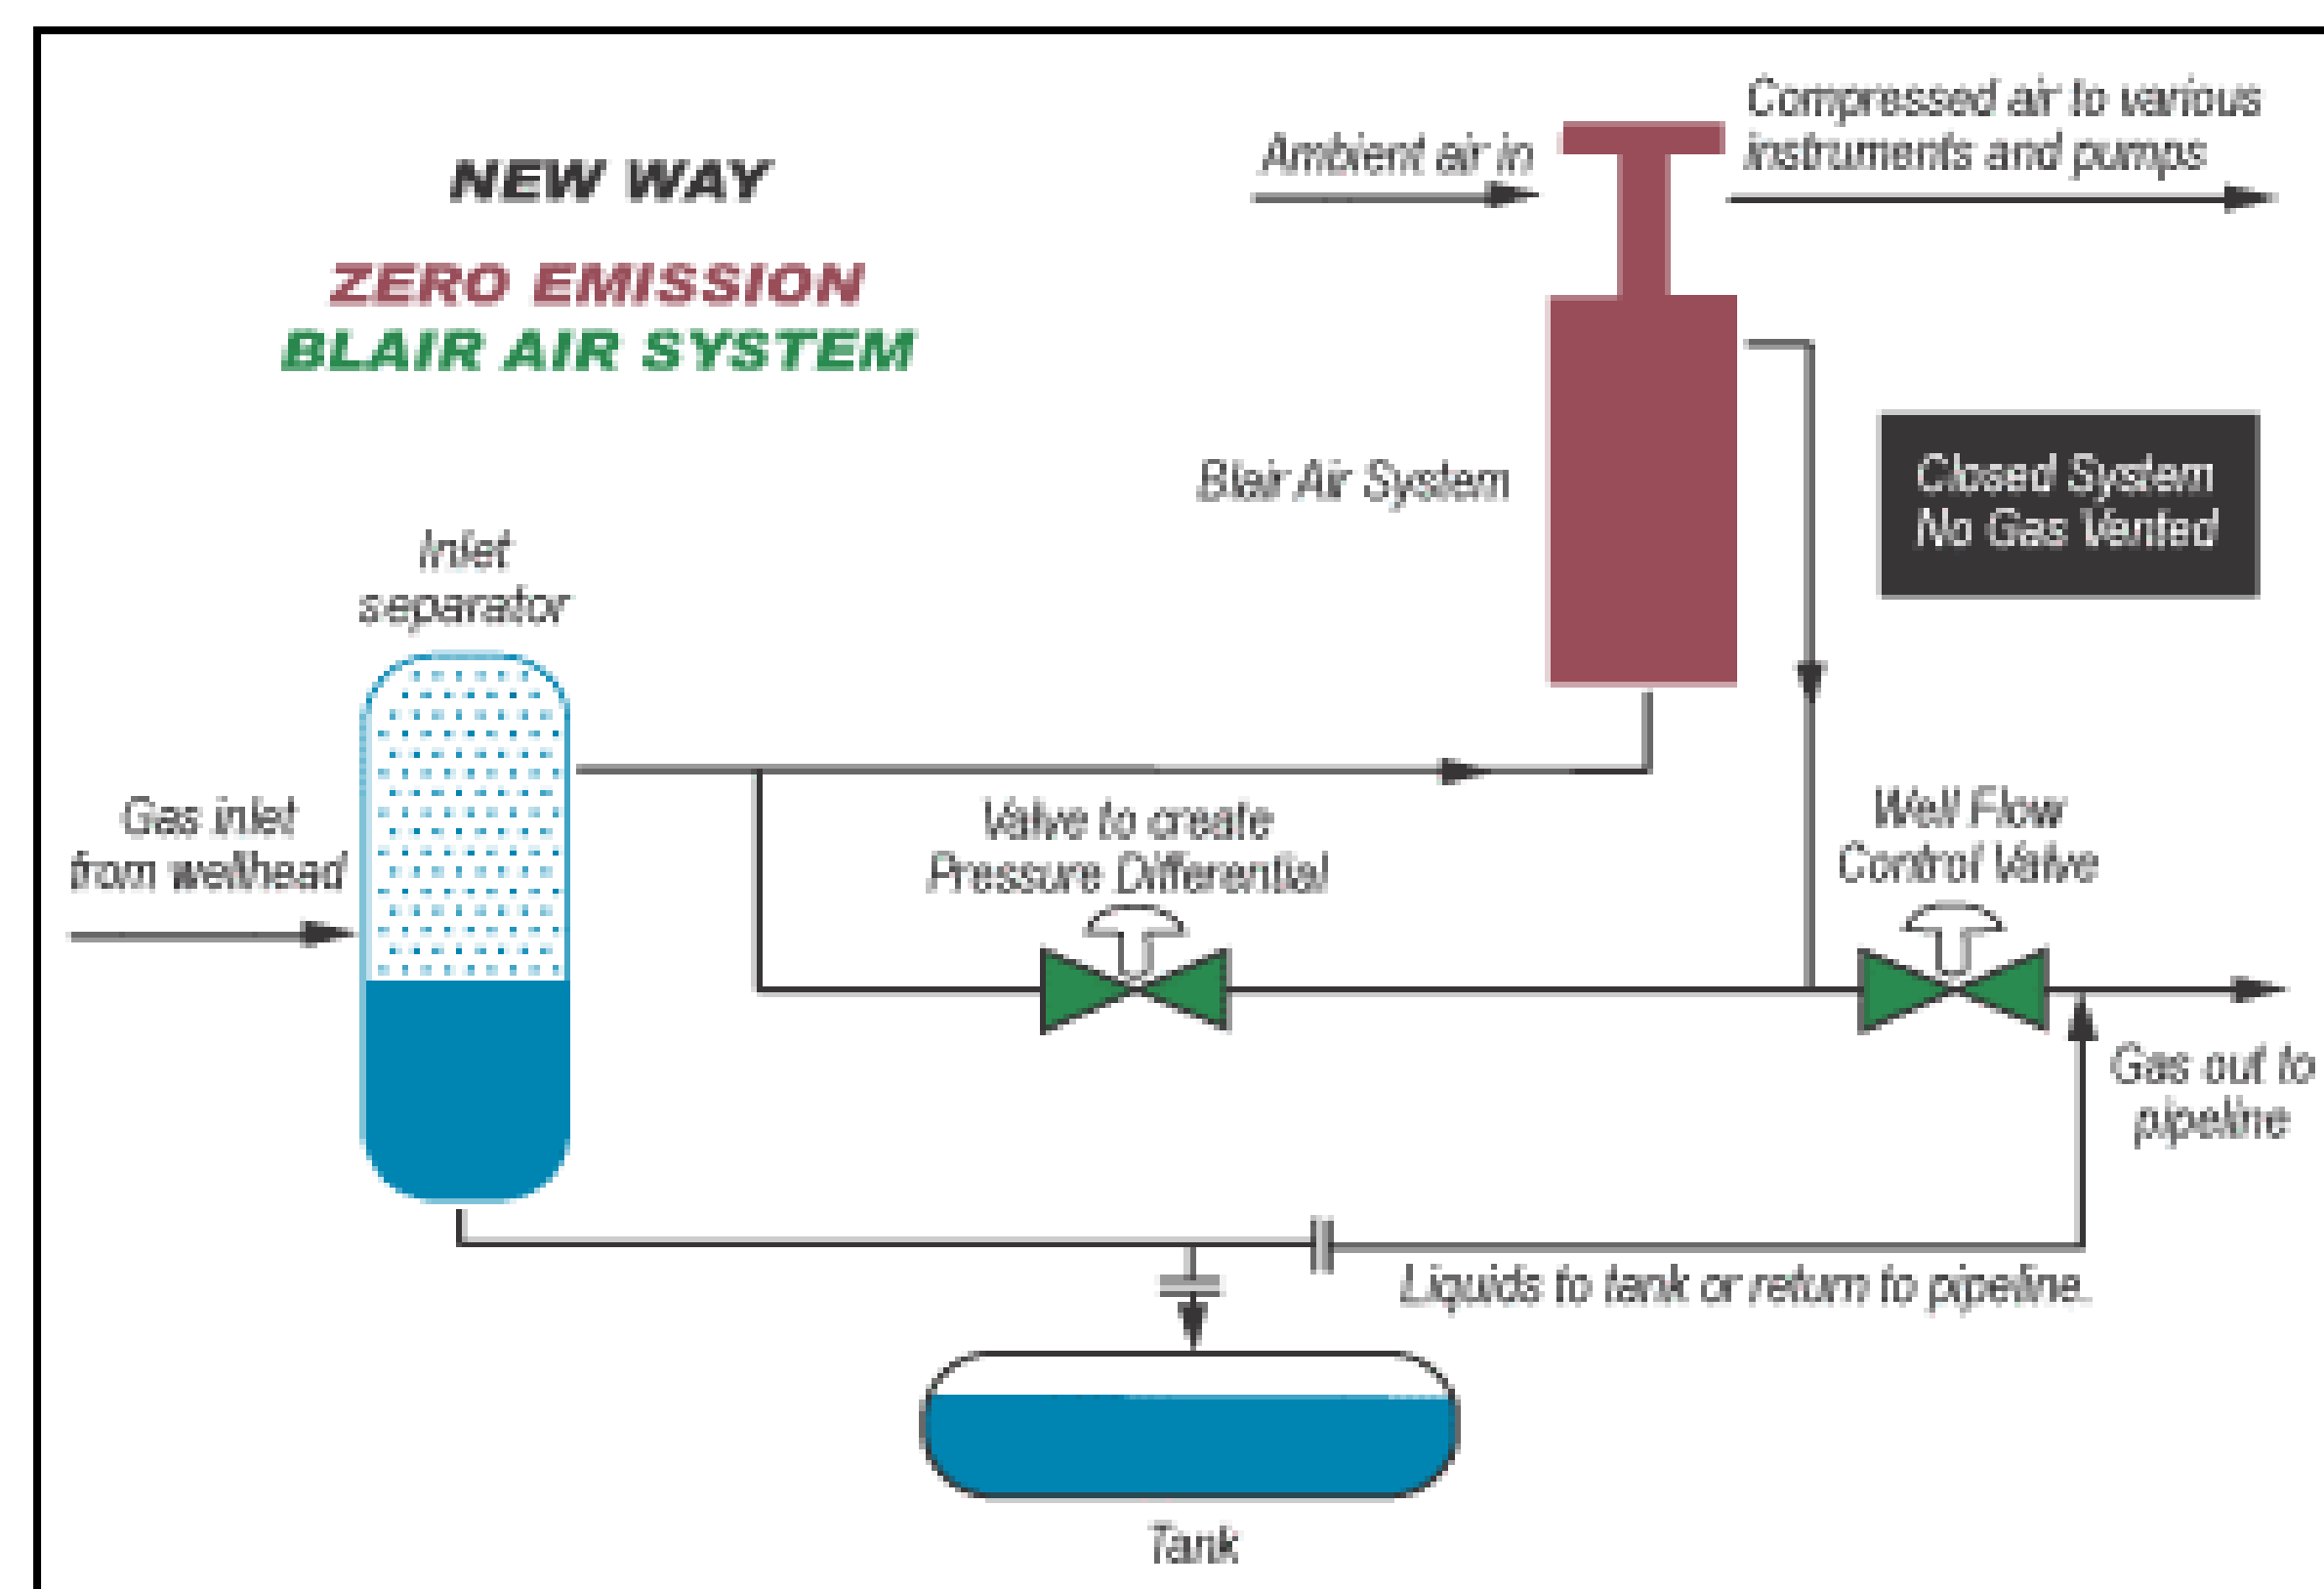 NEW WAY
ZERO EMISSION
BLAIR AIR SYSTEM
Ambient air in
Compressed air to various
instruments and pumps
Blair Air System
Closed System
No Gas Vented
Inlet
separator
Gas inlet
from wellhead
Valve to create
Pressure Differential
Well Flow
Control Valve
Gas out to
pipeline
Liquids to tank or return to pipeline.
Tank